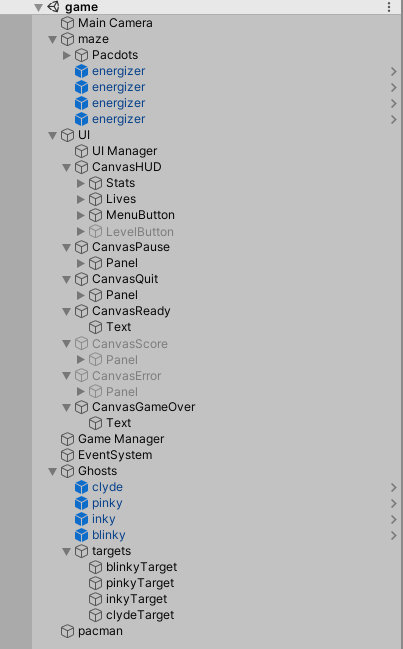 game
Main Camera
maze
Pacdots
energizer
energizer
energizer
energizer
UI
UI Manager
CanvasHUD
Stats
Lives
MenuButton
LevelButton
CanvasPause
Panel
CanvasQuit
Panel
CanvasReady
Text
CanvasScore
Panel
CanvasError
Panel
CanvasGameOver
Text
Game Manager
EventSystem
Ghosts
clyde
pinky
inky
blinky
targets
blinkyTarget
pinkyTarget
inkyTarget
clydeTarget
pacman